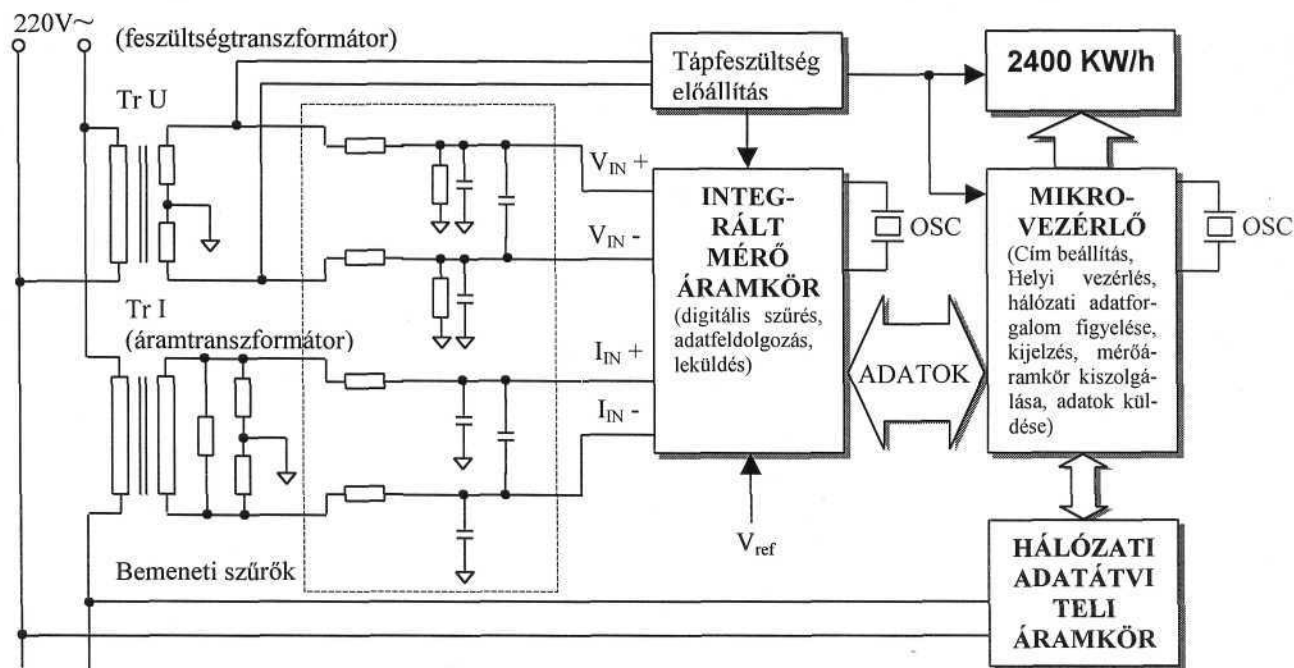 220V~
(feszültségtranszformátor)
Tr U
Tápfeszültség
előállítás
2400 KW/h
V_IN +
V_IN -
INTEG-
RÁLT
MÉRŐ
ÁRAMKÖR
(digitális szűrés,
adatfeldolgozás,
leküldés)
OSC
MIKRO-
VEZÉRLŐ
(Cím beállítás,
Helyi vezérlés,
hálózati adatfor-
galom figyelése,
kijelzés, mérőá-
ramkör kiszolgá-
lása, adatok kül-
dése)
OSC
Tr I
(áramtranszformátor)
I_IN +
I_IN -
ADATOK
V_ref
Bemeneti szűrők
HÁLÓZATI
ADATÁTVI
TELI
ÁRAMKÖR